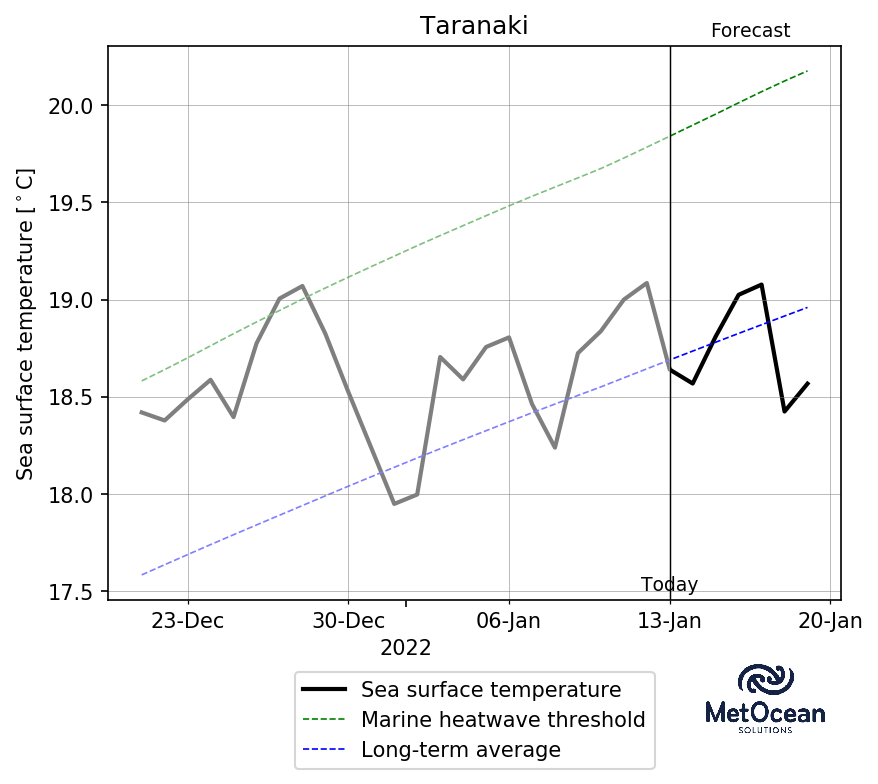 Taranaki
Forecast
Sea surface temperature [°C]
20.0
19.5
19.0
18.5
18.0
17.5
Today
23-Dec 30-Dec 06-Jan 13-Jan 20-Jan
2022
Sea surface temperature
Marine heatwave threshold
Long-term average
MetOcean
SOLUTIONS